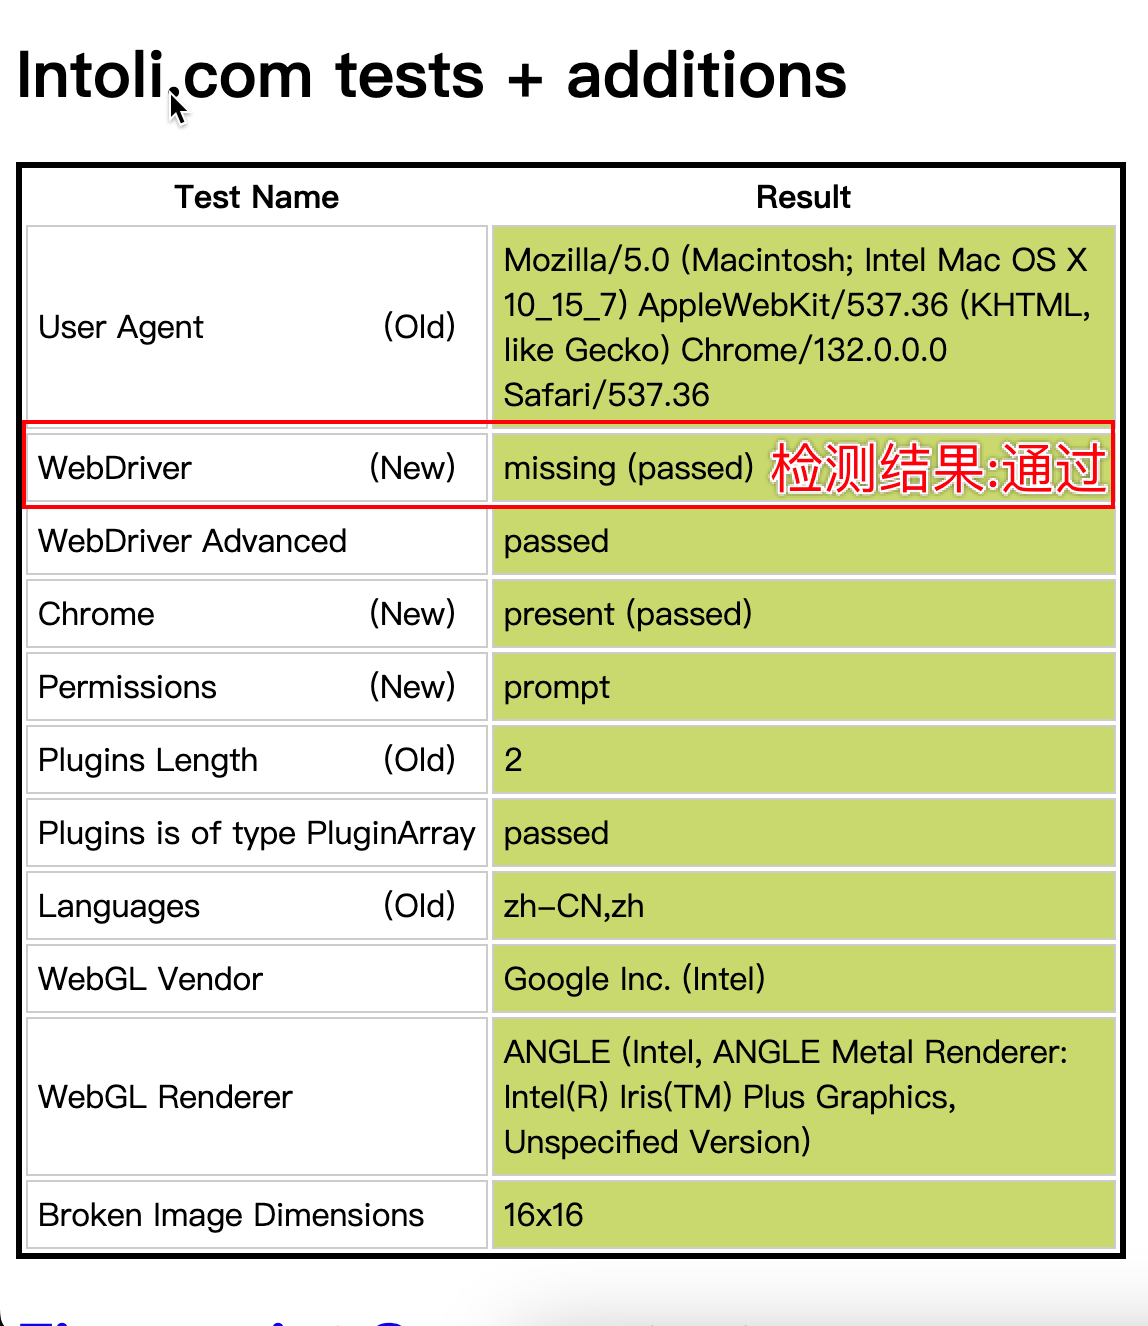 Intoli.com tests + additions
Test Name Result
User Agent (Old) Mozilla/5.0 (Macintosh; Intel Mac OS X
10_15_7) AppleWebKit/537.36 (KHTML,
like Gecko) Chrome/132.0.0.0
Safari/537.36
WebDriver (New) missing (passed) 检测结果:通过
WebDriver Advanced passed
Chrome (New) present (passed)
Permissions (New) prompt
Plugins Length (Old) 2
Plugins is of type PluginArray passed
Languages (Old) zh-CN,zh
WebGL Vendor Google Inc. (Intel)
WebGL Renderer ANGLE (Intel, ANGLE Metal Renderer:
Intel(R) Iris(TM) Plus Graphics,
Unspecified Version)
Broken Image Dimensions 16x16